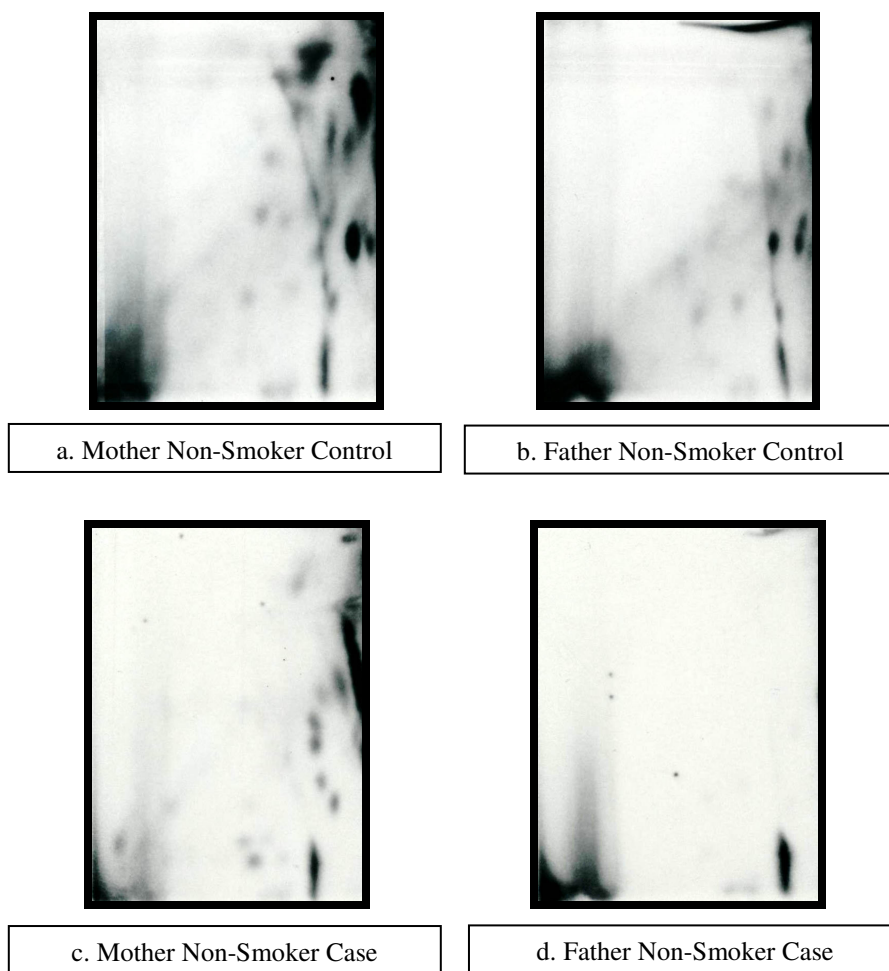 a. Mother Non-Smoker Control
b. Father Non-Smoker Control
c. Mother Non-Smoker Case
d. Father Non-Smoker Case